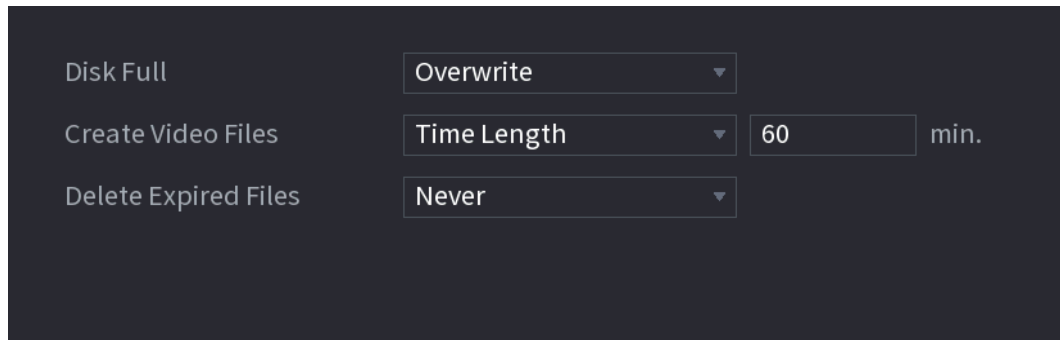 Disk Full Overwrite
Create Video Files Time Length 60 min.
Delete Expired Files Never